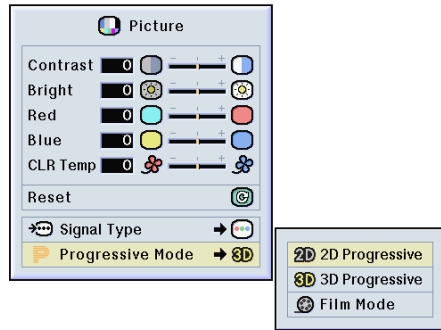 Picture
Contrast 0
Bright 0
Red 0
Blue 0
CLR Temp 0
Reset
Signal Type
P Progressive Mode 3D
2D 2D Progressive
3D 3D Progressive
Film Mode